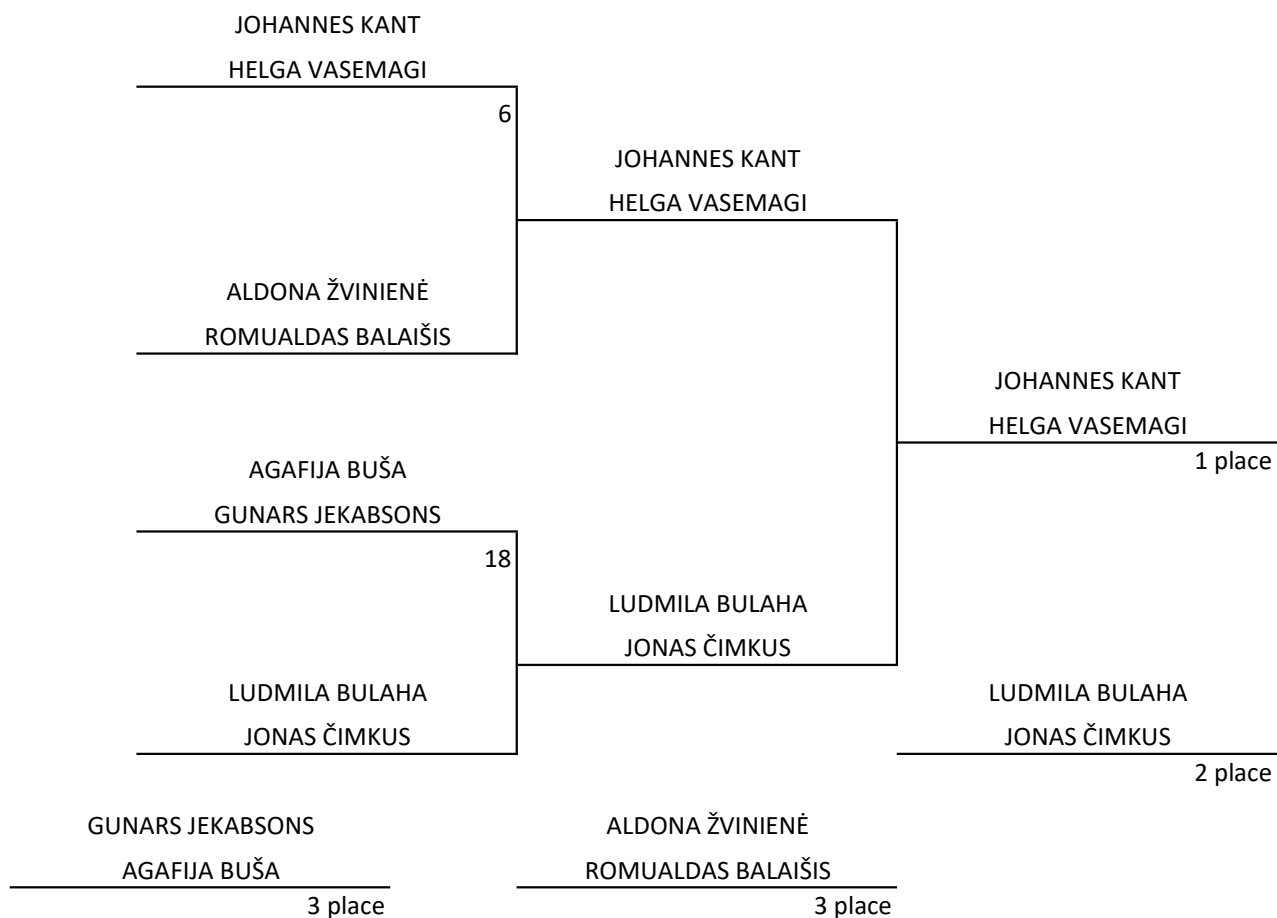 JOHANNES KANT
HELGA VASEMAGI
6
JOHANNES KANT
HELGA VASEMAGI
ALDONA ŽVINIENĖ
ROMUALDAS BALAIŠIS
JOHANNES KANT
HELGA VASEMAGI
1 place
AGAFIJA BUŠA
GUNARS JEKABSONS
18
LUDMILA BULAHA
JONAS ČIMKUS
LUDMILA BULAHA
JONAS ČIMKUS
LUDMILA BULAHA
JONAS ČIMKUS
2 place
GUNARS JEKABSONS
AGAFIJA BUŠA
3 place
ALDONA ŽVINIENĖ
ROMUALDAS BALAIŠIS
3 place